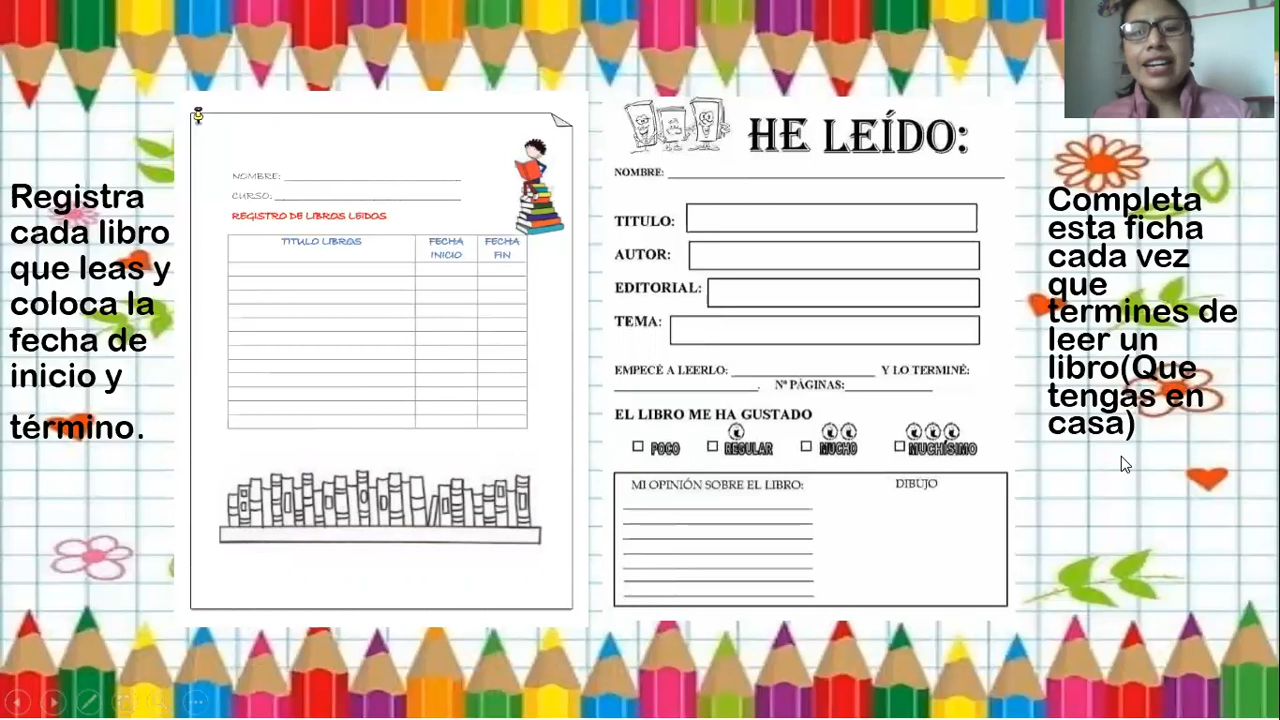 Registra
cada libro
que leas y
coloca la
fecha de
inicio y
término.
NOMBRE:
CURSO:
REGISTRO DE LIBROS LEIDOS
TITULO LIBROS FECHA INICIO FECHA FIN
HE LEÍDO:
NOMBRE:
TITULO:
AUTOR:
EDITORIAL:
TEMA:
EMPECÉ A LEERLO: Y LO TERMINÉ:
. Nº PÀGINAS:
EL LIBRO ME HA GUSTADO
POCO REGULAR MUCHO MUCHÍSIMO
MI OPINIÓN SOBRE EL LIBRO: DIBUJO
Completa
esta ficha
cada vez
que
termines de
leer un
libro(Que
tengas en
casa)